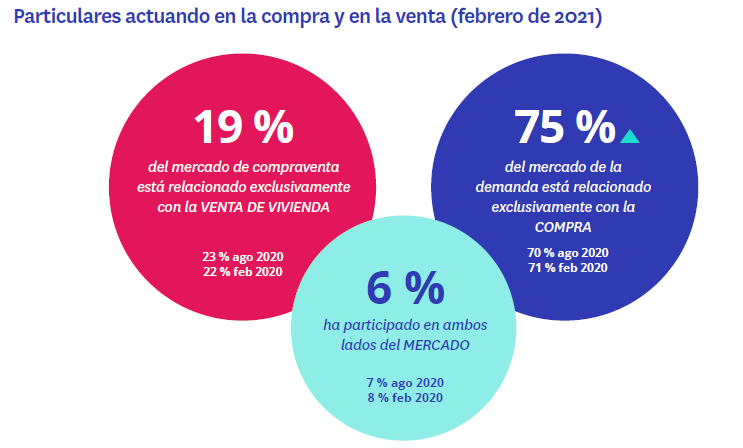 Particulares actuando en la compra y en la venta (febrero de 2021)
19 %
del mercado de compraventa
está relacionado exclusivamente
con la VENTA DE VIVIENDA
23 % ago 2020
22 % feb 2020
75 %
del mercado de la
demanda está relacionado
exclusivamente con la
COMPRA
70 % ago 2020
71 % feb 2020
6 %
ha participado en ambos
lados del MERCADO
7 % ago 2020
8 % feb 2020